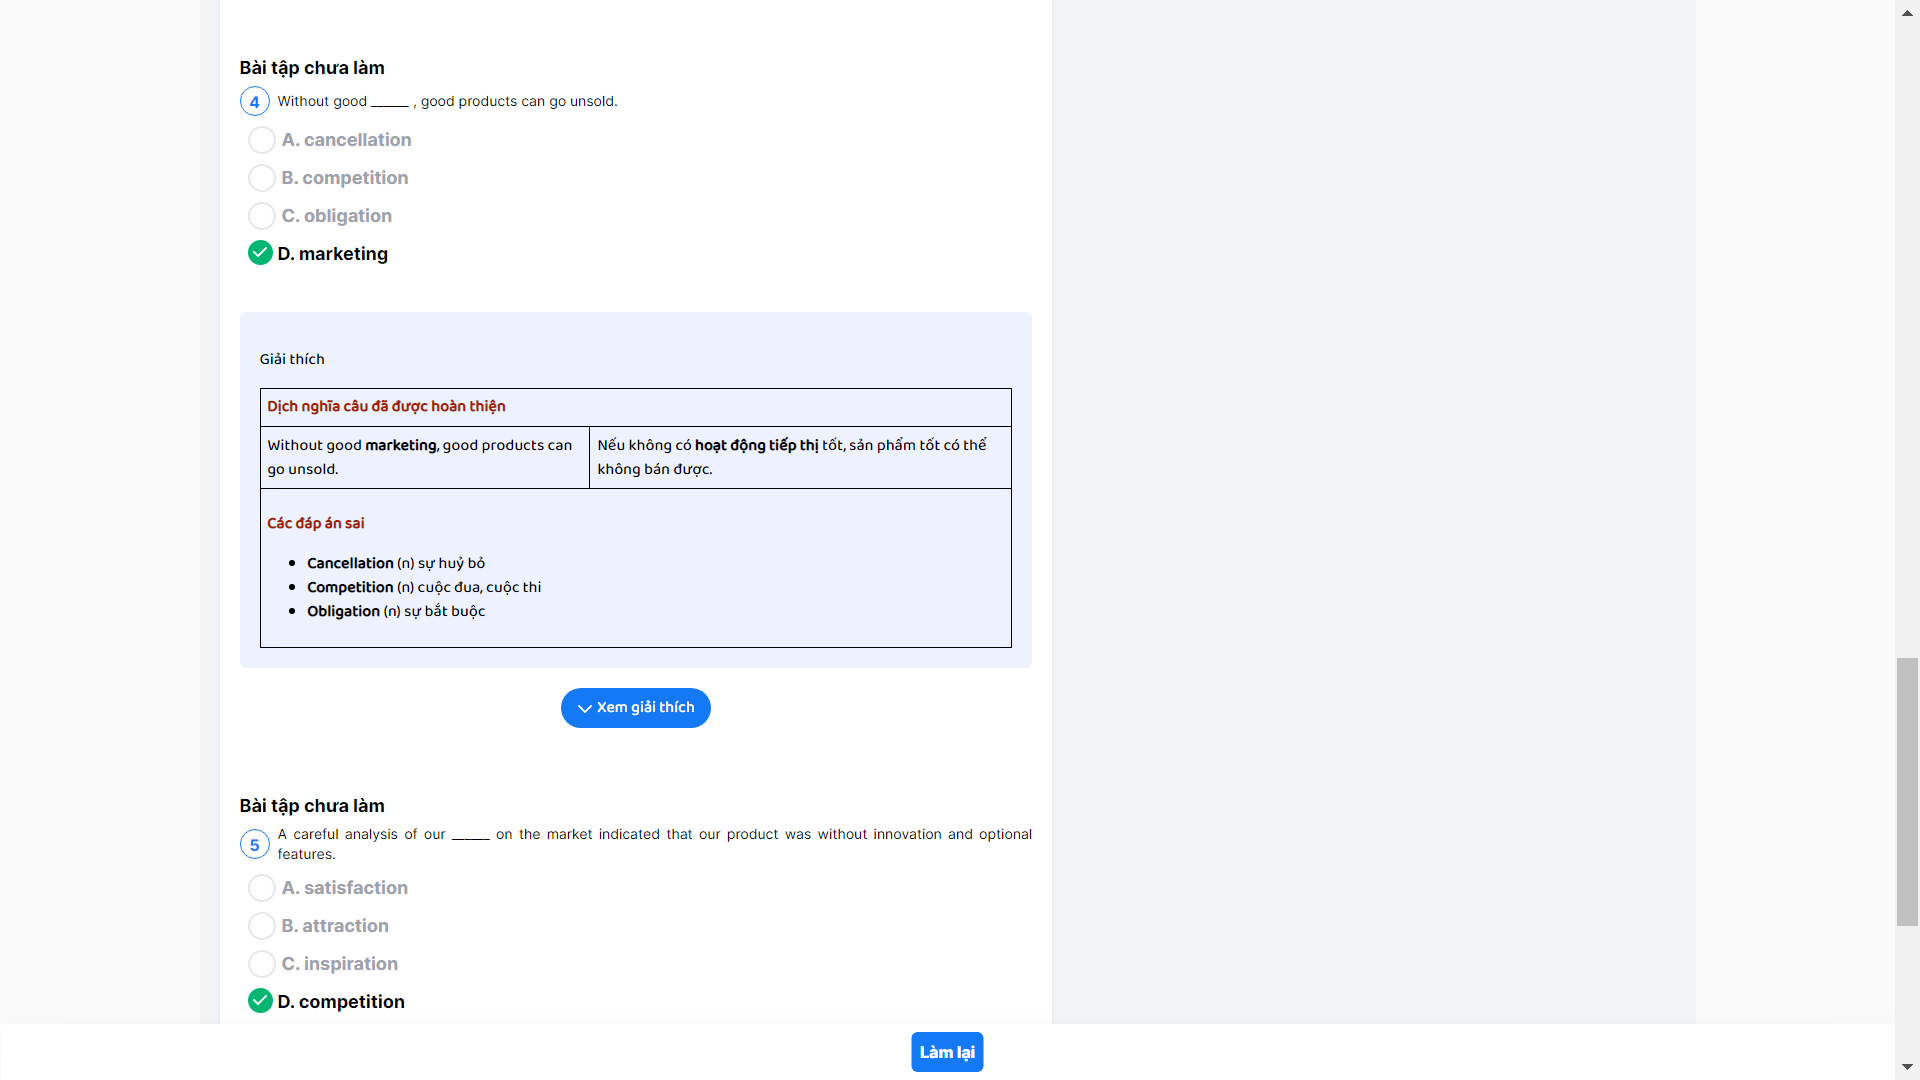 Bài tập chưa làm
4 Without good ______ , good products can go unsold.
A. cancellation
B. competition
C. obligation
D. marketing
Giải thích
Dịch nghĩa câu đã được hoàn thiện
Without good marketing, good products can
go unsold.
Nếu không có hoạt động tiếp thị tốt, sản phẩm tốt có thể
không bán được.
Các đáp án sai
• Cancellation (n) sự huỷ bỏ
• Competition (n) cuộc đua, cuộc thi
• Obligation (n) sự bắt buộc
Xem giải thích
Bài tập chưa làm
5 A careful analysis of our ______ on the market indicated that our product was without innovation and optional
features.
A. satisfaction
B. attraction
C. inspiration
D. competition
Làm lại